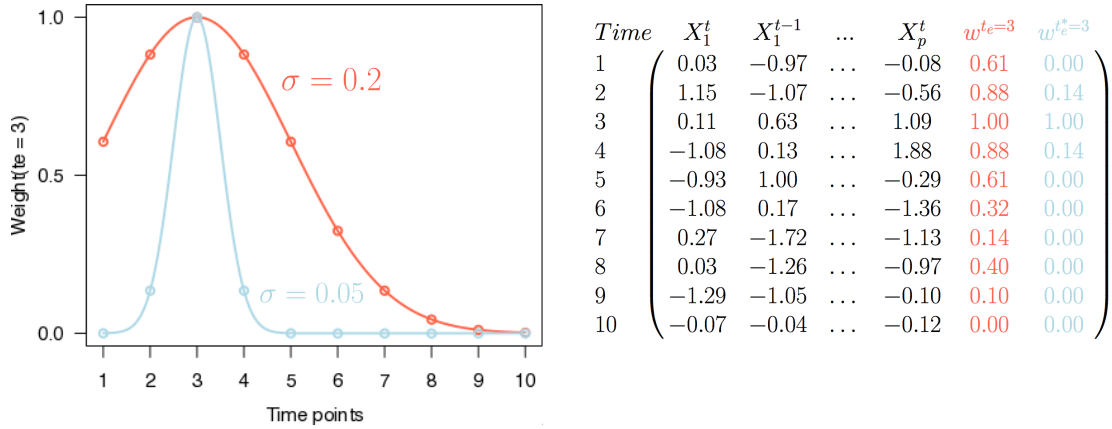 1.0
0.5
0.0
Weight(te = 3)
σ = 0.2
σ = 0.05
1 2 3 4 5 6 7 8 9 10
Time points
Time X₁ᵗ X₁ᵗ⁻¹ ... Xₚᵗ w^{tₑ=3} w^{tₑ*=3}
1 0.03 −0.97 … −0.08 0.61 0.00
2 1.15 −1.07 … −0.56 0.88 0.14
3 0.11 0.63 … 1.09 1.00 1.00
4 −1.08 0.13 … 1.88 0.88 0.14
5 −0.93 1.00 … −0.29 0.61 0.00
6 −1.08 0.17 … −1.36 0.32 0.00
7 0.27 −1.72 … −1.13 0.14 0.00
8 0.03 −1.26 … −0.97 0.40 0.00
9 −1.29 −1.05 … −0.10 0.10 0.00
10 −0.07 −0.04 … −0.12 0.00 0.00